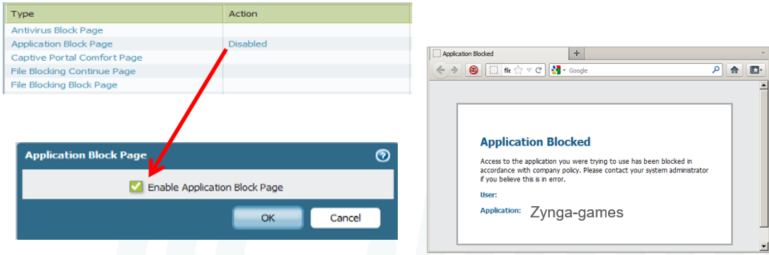 Type Action
Antivirus Block Page
Application Block Page Disabled
Captive Portal Comfort Page
File Blocking Continue Page
File Blocking Block Page
Application Block Page
Enable Application Block Page
OK Cancel
Application Blocked
Google
Application Blocked
Access to the application you were trying to use has been blocked in
accordance with company policy. Please contact your system administrator
if you believe this is in error.
User:
Application: Zynga-games